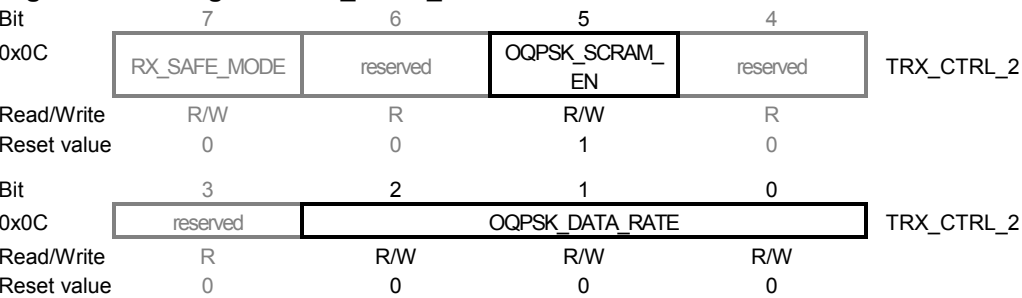 Bit 7 6 5 4
0x0C RX_SAFE_MODE reserved OQPSK_SCRAM_ EN reserved TRX_CTRL_2
Read/Write R/W R R/W R
Reset value 0 0 1 0
Bit 3 2 1 0
0x0C reserved OQPSK_DATA_RATE TRX_CTRL_2
Read/Write R R/W R/W R/W
Reset value 0 0 0 0